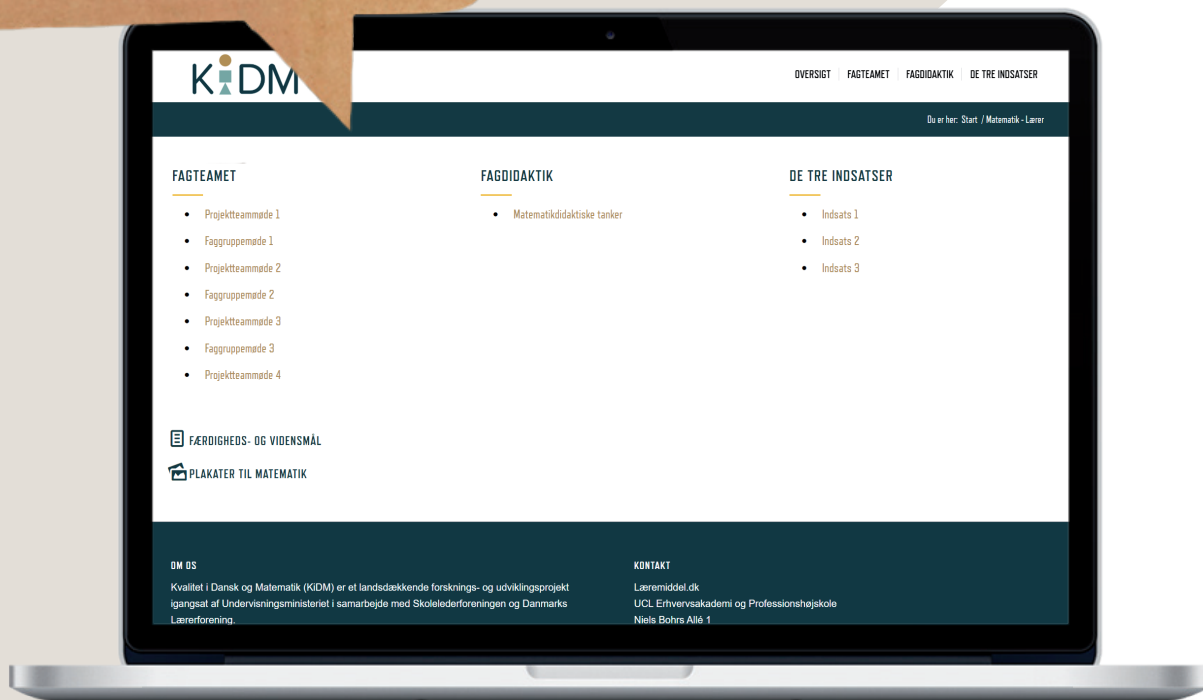 KiDM
OVERSIGT
FAGTEAMET
FAGDIDAKTIK
DE TRE INDSATSER
Du er her: Start / Matematik - Lærer
FAGTEAMET
Projektteammøde 1
Faggruppemøde 1
Projektteammøde 2
Faggruppemøde 2
Projektteammøde 3
Faggruppemøde 3
Projektteammøde 4
FAGDIDAKTIK
Matematikdidaktiske tanker
DE TRE INDSATSER
Indsats 1
Indsats 2
Indsats 3
FÆRDIGHEDS- OG VIDENSMÅL
PLAKATER TIL MATEMATIK
OM OS
Kvalitet i Dansk og Matematik (KiDM) er et landsdækkende forsknings- og udviklingsprojekt
igangsat af Undervisningsministeriet i samarbejde med Skolelederforeningen og Danmarks
Lærerforening.
KONTAKT
Læremiddel.dk
UCL Erhvervsakademi og Professionshøjskole
Niels Bohrs Allé 1